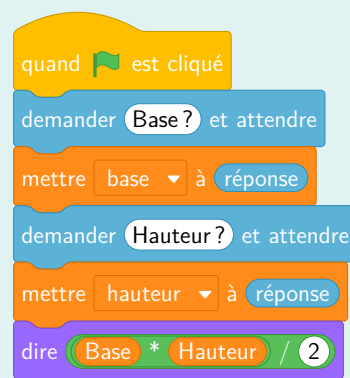 quand est cliqué
demander Base ? et attendre
mettre base à réponse
demander Hauteur ? et attendre
mettre hauteur à réponse
dire Base * Hauteur / 2